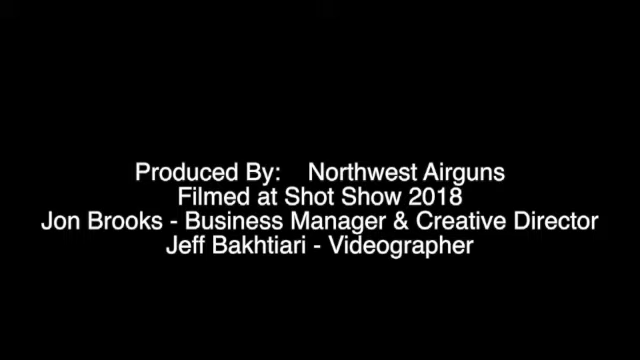 Produced By: Northwest Airguns
Filmed at Shot Show 2018
Jon Brooks - Business Manager & Creative Director
Jeff Bakhtiari - Videographer